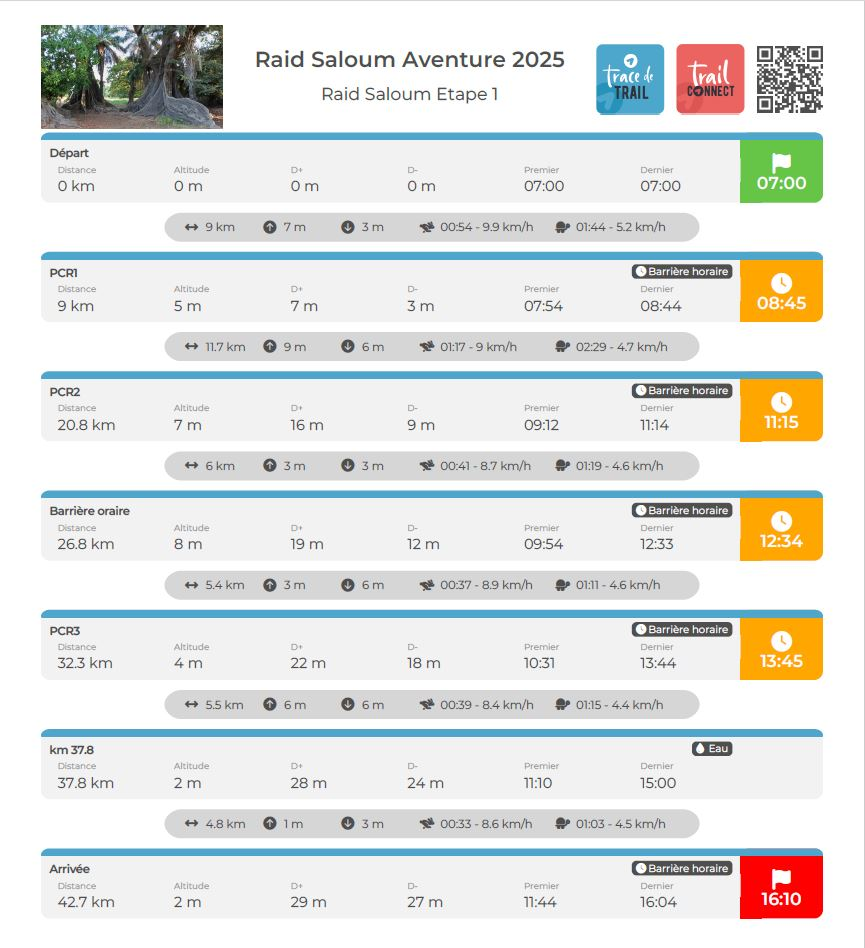 Raid Saloum Aventure 2025
Raid Saloum Etape 1
trace de TRAIL
trail CONNECT
Départ
Distance Altitude D+ D- Premier Dernier
0 km 0 m 0 m 0 m 07:00 07:00
07:00
9 km 7 m 3 m 00:54 - 9.9 km/h 01:44 - 5.2 km/h
PCR1 Barrière horaire
Distance Altitude D+ D- Premier Dernier
9 km 5 m 7 m 3 m 07:54 08:44
08:45
11.7 km 9 m 6 m 01:17 - 9 km/h 02:29 - 4.7 km/h
PCR2 Barrière horaire
Distance Altitude D+ D- Premier Dernier
20.8 km 7 m 16 m 9 m 09:12 11:14
11:15
6 km 3 m 3 m 00:41 - 8.7 km/h 01:19 - 4.6 km/h
Barrière oraire Barrière horaire
Distance Altitude D+ D- Premier Dernier
26.8 km 8 m 19 m 12 m 09:54 12:33
12:34
5.4 km 3 m 6 m 00:37 - 8.9 km/h 01:11 - 4.6 km/h
PCR3 Barrière horaire
Distance Altitude D+ D- Premier Dernier
32.3 km 4 m 22 m 18 m 10:31 13:44
13:45
5.5 km 6 m 6 m 00:39 - 8.4 km/h 01:15 - 4.4 km/h
km 37.8 Eau
Distance Altitude D+ D- Premier Dernier
37.8 km 2 m 28 m 24 m 11:10 15:00
4.8 km 1 m 3 m 00:33 - 8.6 km/h 01:03 - 4.5 km/h
Arrivée Barrière horaire
Distance Altitude D+ D- Premier Dernier
42.7 km 2 m 29 m 27 m 11:44 16:04
16:10